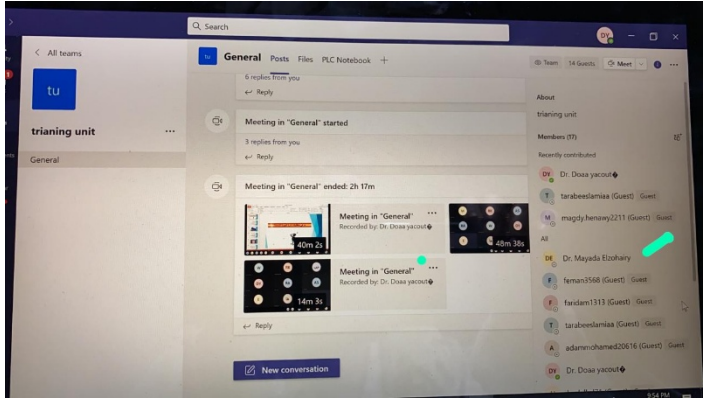 Search
DY
All teams
tu
trianing unit
...
General
tu
General Posts Files PLC Notebook +
Team 14 Guests Meet
6 replies from you
Reply
Meeting in "General" started
3 replies from you
Reply
Meeting in "General" ended: 2h 17m
40m 2s
Meeting in "General" ...
Recorded by: Dr. Doaa yacout�
48m 38s
14m 3s
Meeting in "General" ...
Recorded by: Dr. Doaa yacout�
Reply
New conversation
About
trianing unit
Members (17)
Recently contributed
DY Dr. Doaa yacout�
T tarabeeslamiaa (Guest) Guest
M magdy.henawy2211 (Guest) Guest
All
DE Dr. Mayada Elzohairy
F feman3568 (Guest) Guest
F faridam1313 (Guest) Guest
T tarabeeslamiaa (Guest) Guest
A adammohamed20616 (Guest) Guest
DY Dr. Doaa yacout�
9:54 PM